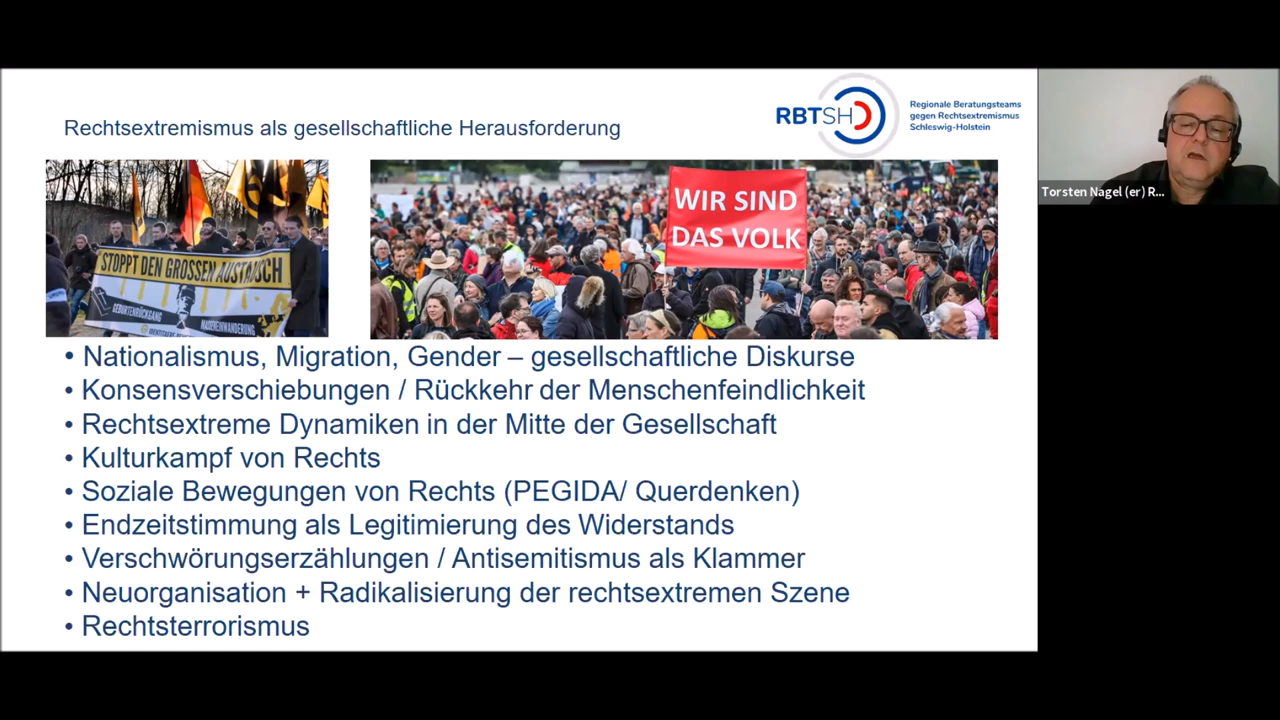 Rechtsextremismus als gesellschaftliche Herausforderung
RBTSH
Regionale Beratungsteams
gegen Rechtsextremismus
Schleswig-Holstein
STOPPT DEN GROSSEN AUSTAUSCH
GEBURTENRÜCKGANG
MASSENEINWANDERUNG
WIR SIND
DAS VOLK
Torsten Nagel (er) R...
• Nationalismus, Migration, Gender – gesellschaftliche Diskurse
• Konsensverschiebungen / Rückkehr der Menschenfeindlichkeit
• Rechtsextreme Dynamiken in der Mitte der Gesellschaft
• Kulturkampf von Rechts
• Soziale Bewegungen von Rechts (PEGIDA/ Querdenken)
• Endzeitstimmung als Legitimierung des Widerstands
• Verschwörungserzählungen / Antisemitismus als Klammer
• Neuorganisation + Radikalisierung der rechtsextremen Szene
• Rechtsterrorismus